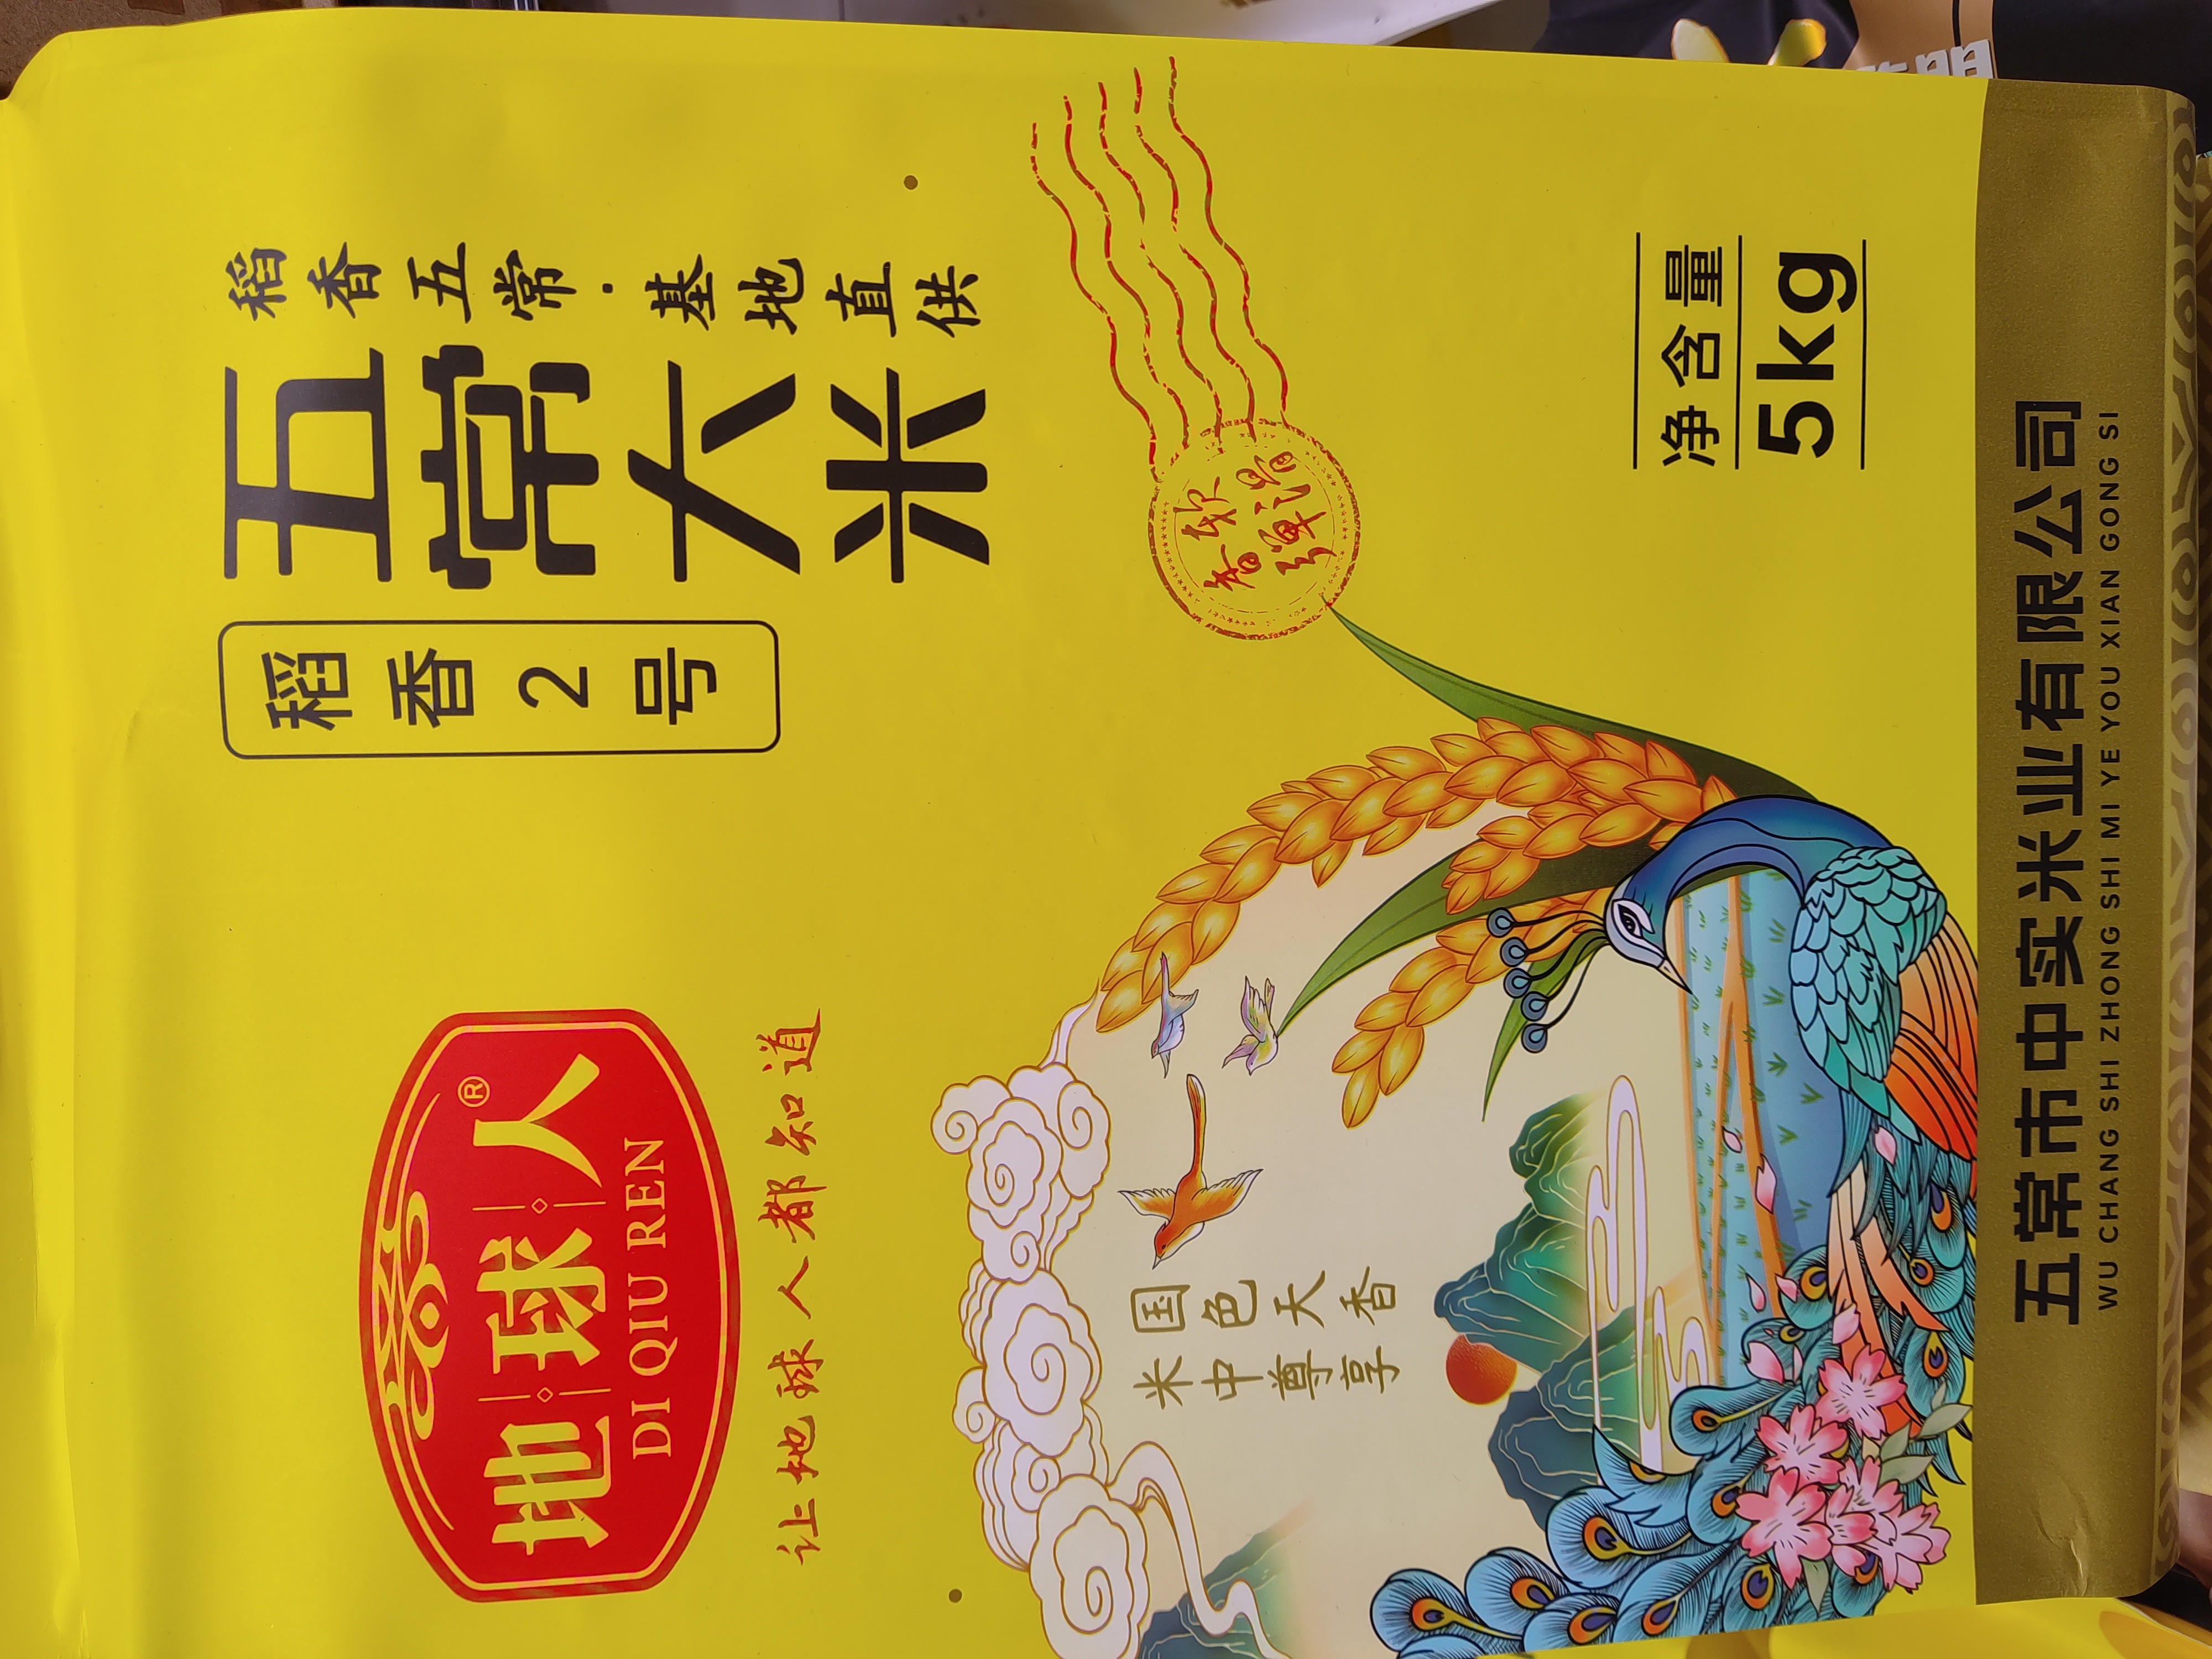 地球人®
DI QIU REN
让地球人都知道
稻香2号
五常大米
稻香五常·基地直供
国色天香
米中尊享
净含量
5kg
五常市中实米业有限公司
WU CHANG SHI ZHONG SHI MI YE YOU XIAN GONG SI